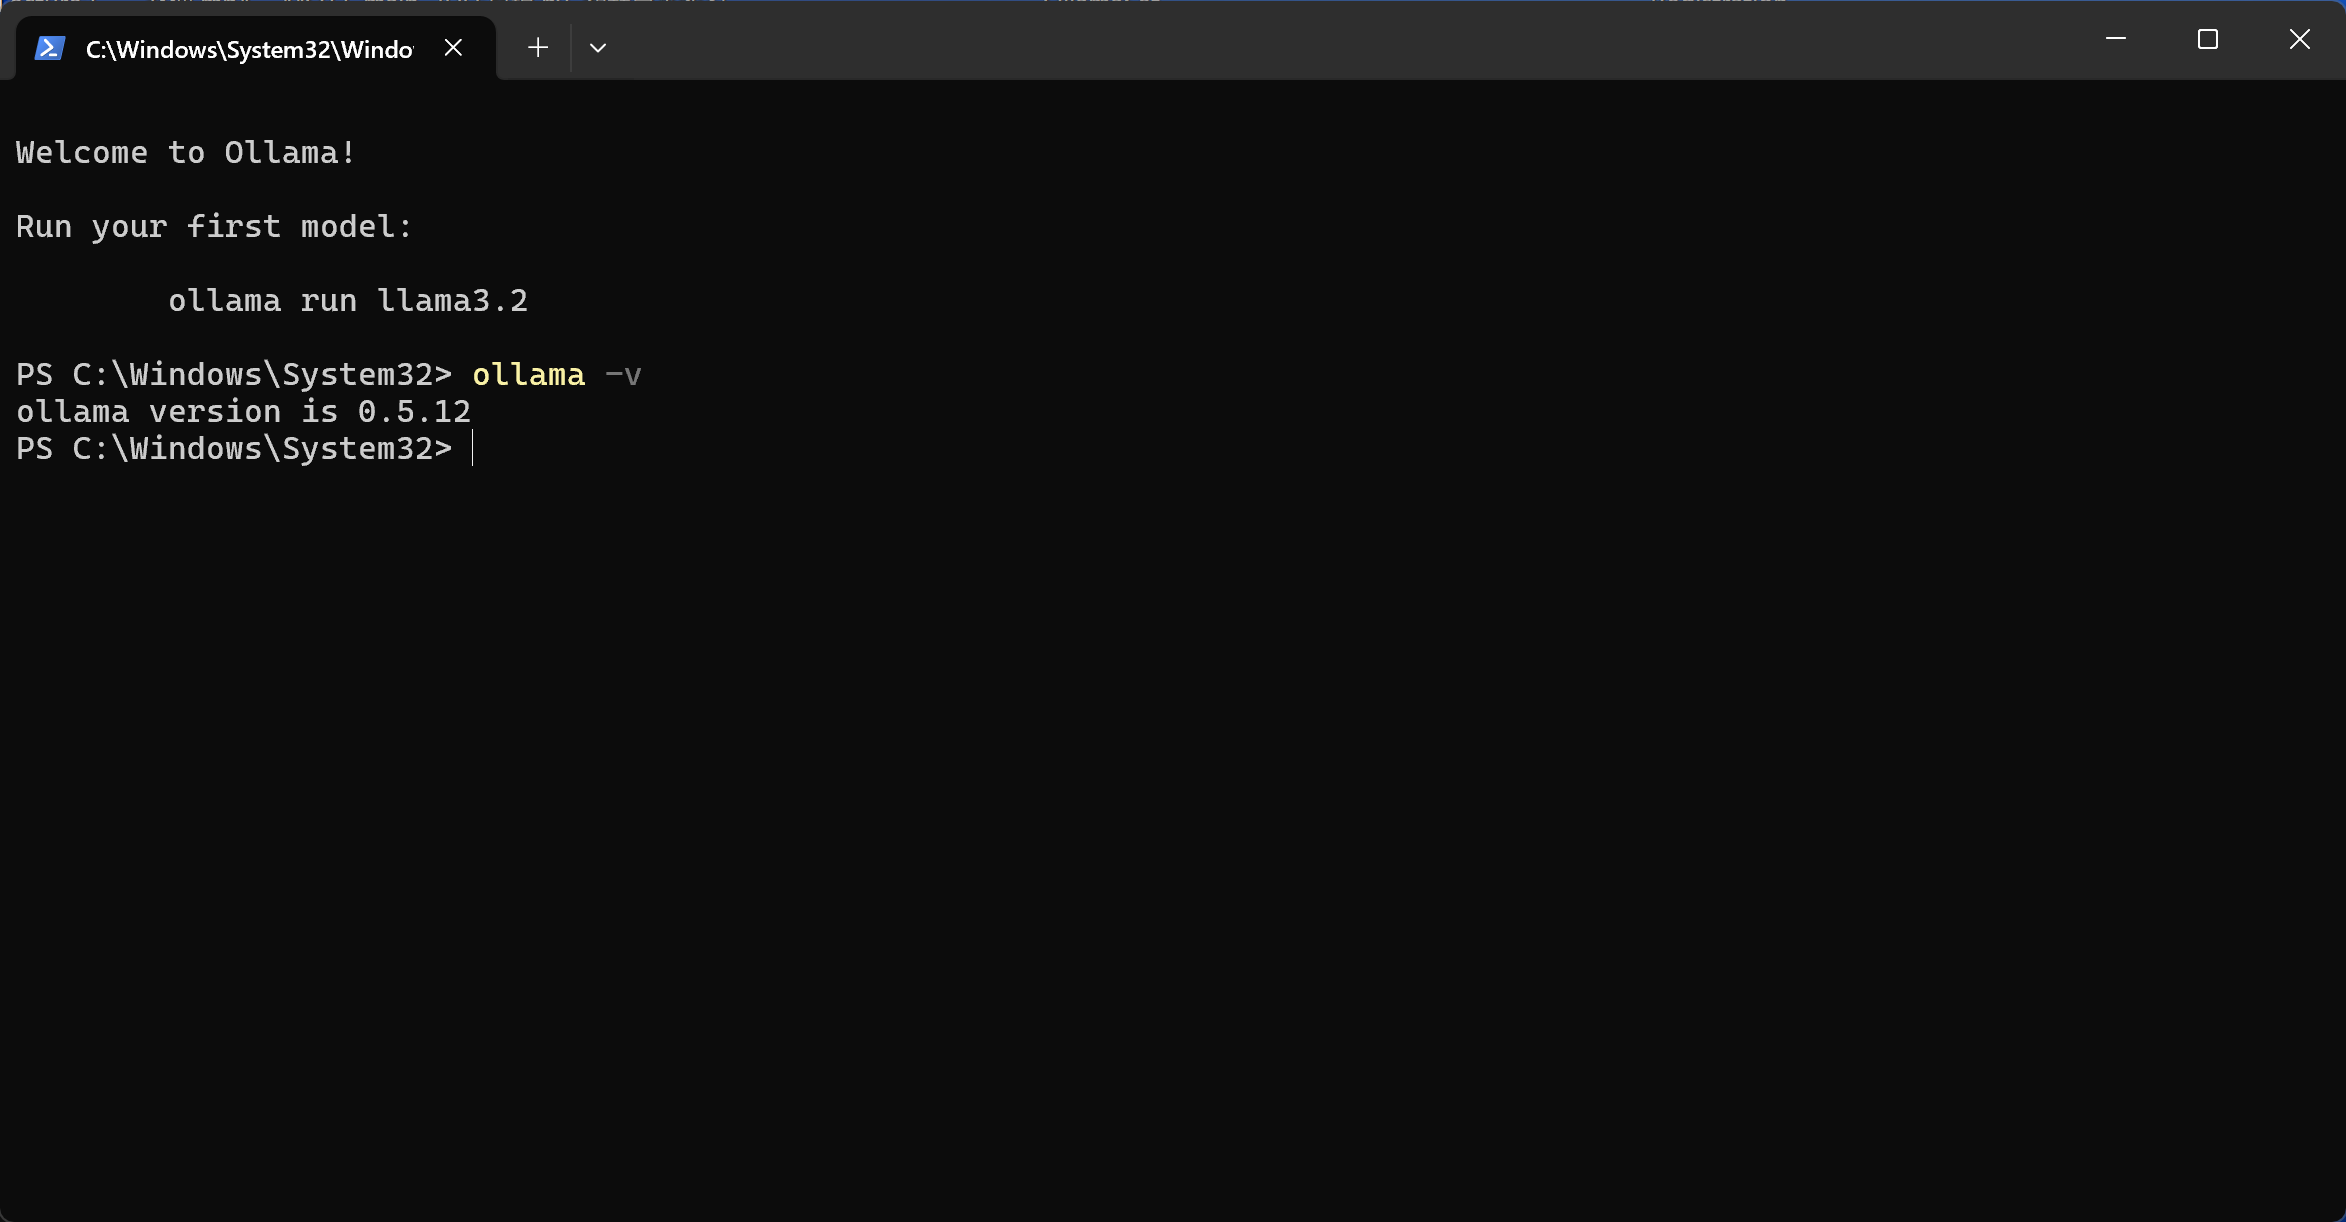 C:\Windows\System32\Windo
Welcome to Ollama!
Run your first model:
ollama run llama3.2
PS C:\Windows\System32> ollama -v
ollama version is 0.5.12
PS C:\Windows\System32>